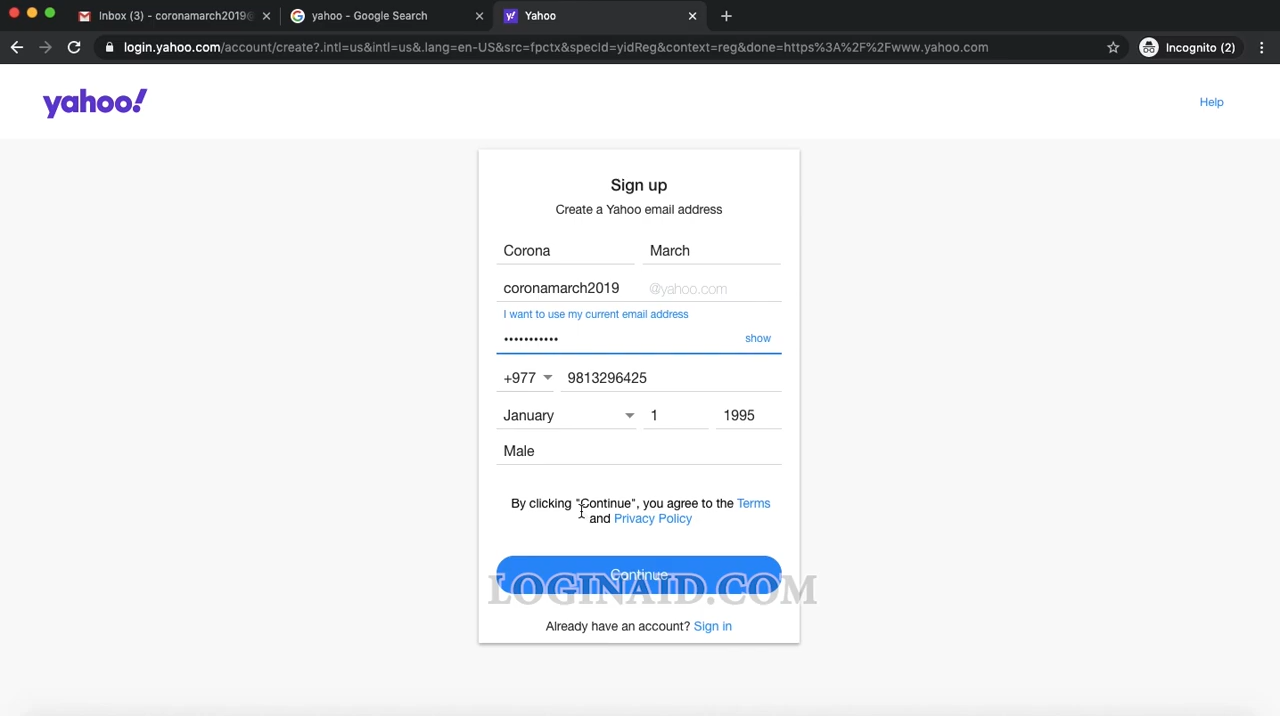 Inbox (3) - coronamarch2019@
yahoo - Google Search
Yahoo
login.yahoo.com/account/create?.intl=us&intl=us&.lang=en-US&src=fpctx&specId=yidReg&context=reg&done=https%3A%2F%2Fwww.yahoo.com
Incognito (2)
yahoo!
Help
Sign up
Create a Yahoo email address
Corona March
coronamarch2019 @yahoo.com
I want to use my current email address
••••••••••• show
+977 9813296425
January 1 1995
Male
By clicking "Continue", you agree to the Terms
and Privacy Policy
Continue
LOGINAID.COM
Already have an account? Sign in